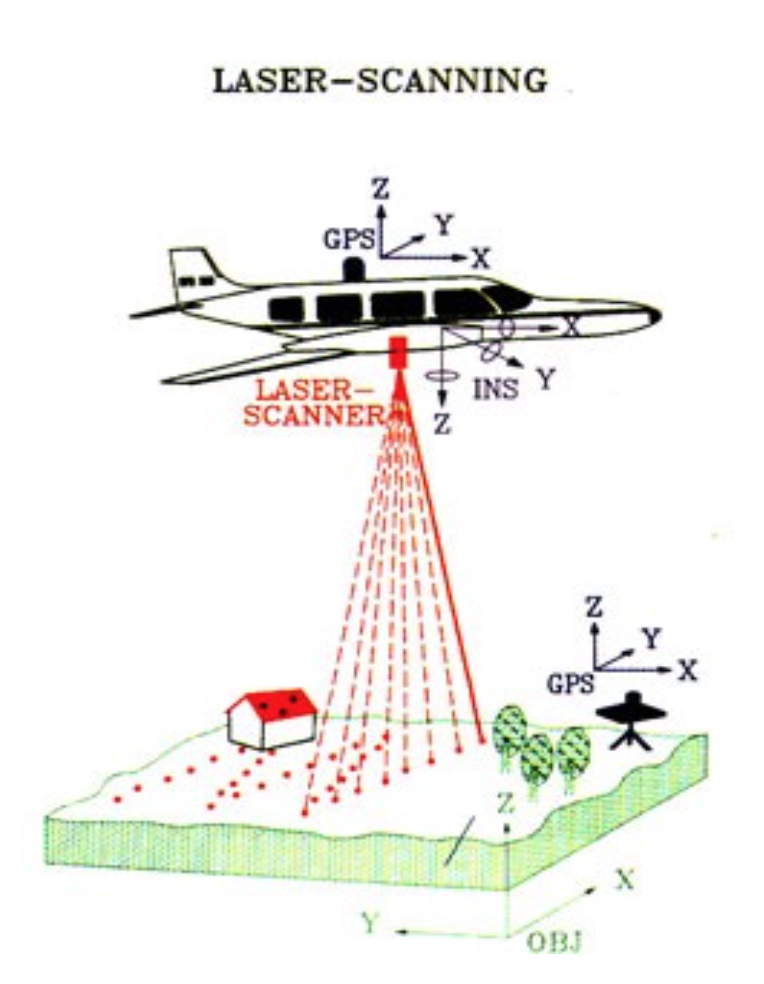 LASER-SCANNING
Z
Y
GPS
X
X
Y
INS
Z
LASER-
SCANNER
Z
Y
X
GPS
Z
X
Y
OBJ